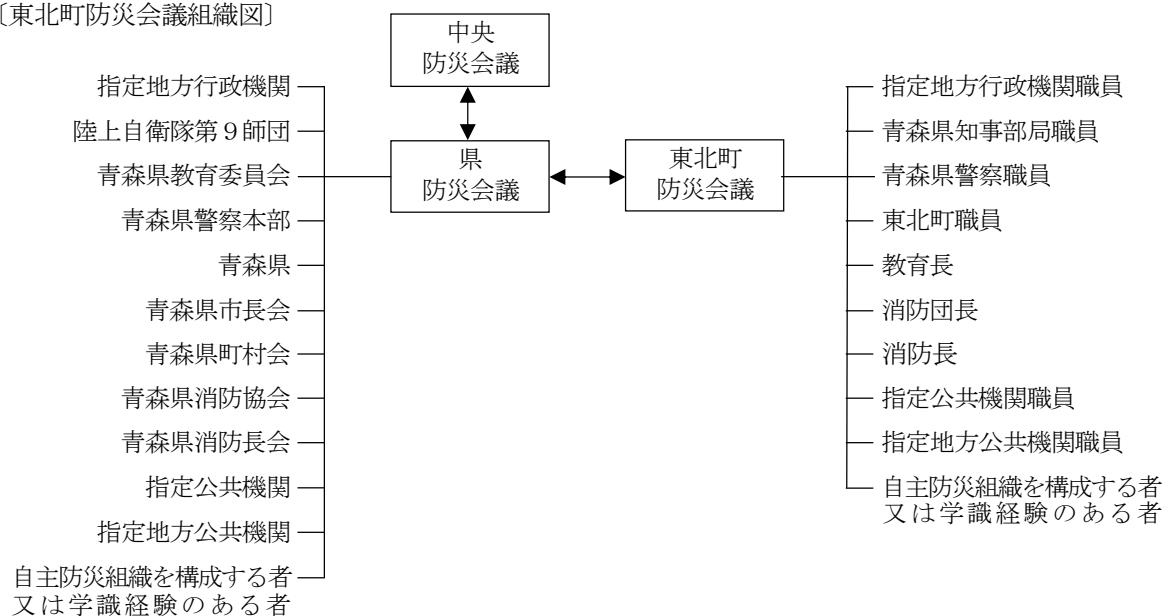 〔東北町防災会議組織図〕
中央
防災会議
県
防災会議
東北町
防災会議
指定地方行政機関
陸上自衛隊第９師団
青森県教育委員会
青森県警察本部
青森県
青森県市長会
青森県町村会
青森県消防協会
青森県消防長会
指定公共機関
指定地方公共機関
自主防災組織を構成する者
又は学識経験のある者
指定地方行政機関職員
青森県知事部局職員
青森県警察職員
東北町職員
教育長
消防団長
消防長
指定公共機関職員
指定地方公共機関職員
自主防災組織を構成する者
又は学識経験のある者